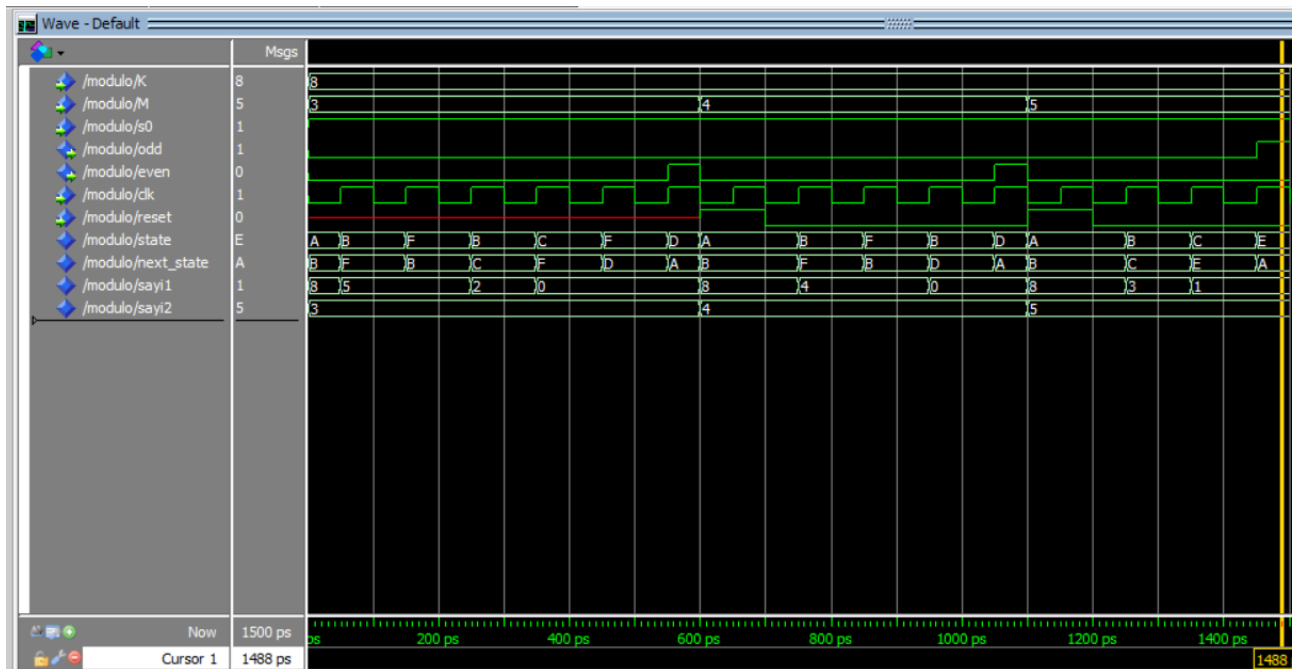 Wave - Default
Msgs
/modulo/K 8 8
/modulo/M 5 3 4 5
/modulo/s0 1
/modulo/odd 1
/modulo/even 0
/modulo/clk 1
/modulo/reset 0
/modulo/state E A B F B C F D A B F B D A B C E
/modulo/next_state A B F B C F D A B F B D A B C E A
/modulo/sayi1 1 8 5 2 0 8 4 0 8 3 1
/modulo/sayi2 5 3 4 5
Now 1500 ps ps 200 ps 400 ps 600 ps 800 ps 1000 ps 1200 ps 1400 ps
Cursor 1 1488 ps 1488